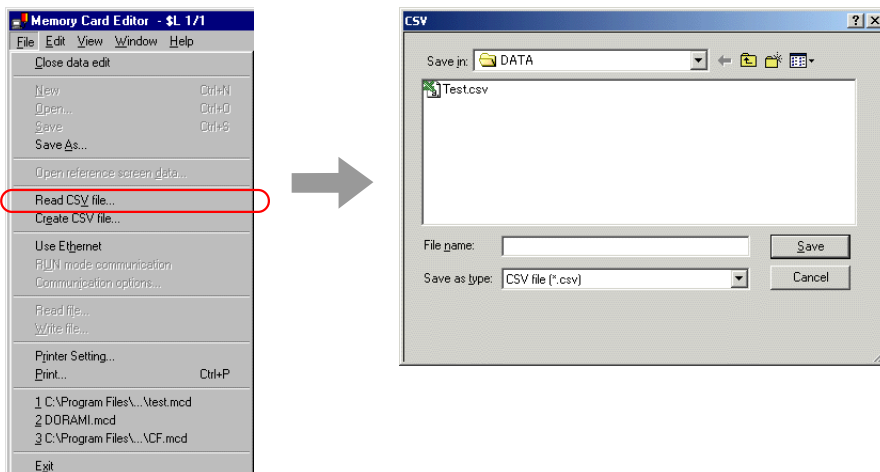 Memory Card Editor - $L 1/1
File Edit View Window Help
Close data edit
New Ctrl+N
Open... Ctrl+O
Save Ctrl+S
Save As...
Open reference screen data...
Read CSV file...
Create CSV file...
Use Ethernet
RUN mode communication
Communication options...
Read file...
Write file...
Printer Setting...
Print... Ctrl+P
1 C:\Program Files\...\test.mcd
2 DORAMI.mcd
3 C:\Program Files\...\CF.mcd
Exit
CSV
Save in: DATA
Test.csv
File name: Save
Save as type: CSV file (*.csv) Cancel